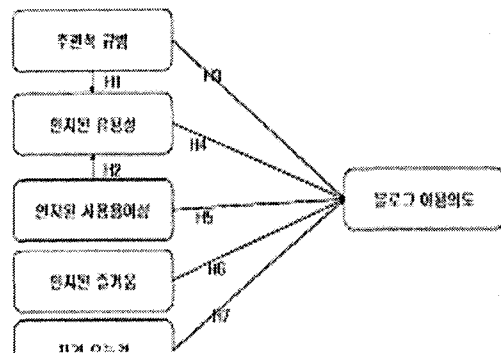 주관적 규범
H3
H1
인지된 유용성
H4
H2
블로그 이용의도
인지된 사용용이성
H5
인지된 즐거움
H6
H7
자기